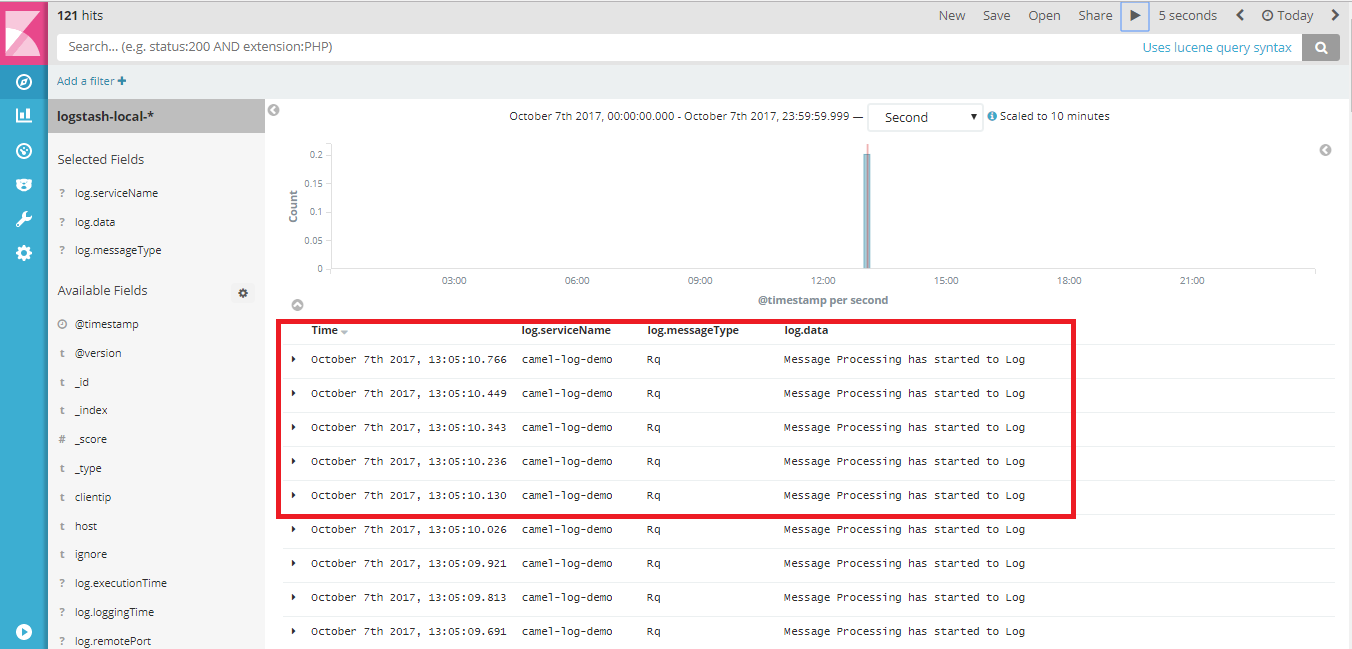 121 hits
New Save Open Share 5 seconds Today
Search... (e.g. status:200 AND extension:PHP) Uses lucene query syntax
Add a filter +
logstash-local-*
October 7th 2017, 00:00:00.000 - October 7th 2017, 23:59:59.999 — Second Scaled to 10 minutes
Selected Fields
? log.serviceName
? log.data
? log.messageType
Available Fields
@timestamp
t @version
t _id
t _index
# _score
t _type
t clientip
t host
t ignore
? log.executionTime
? log.loggingTime
? log.remotePort
Count
0.2
0.15
0.1
0.05
0
03:00 06:00 09:00 12:00 15:00 18:00 21:00
@timestamp per second
Time log.serviceName log.messageType log.data
October 7th 2017, 13:05:10.766 camel-log-demo Rq Message Processing has started to Log
October 7th 2017, 13:05:10.449 camel-log-demo Rq Message Processing has started to Log
October 7th 2017, 13:05:10.343 camel-log-demo Rq Message Processing has started to Log
October 7th 2017, 13:05:10.236 camel-log-demo Rq Message Processing has started to Log
October 7th 2017, 13:05:10.130 camel-log-demo Rq Message Processing has started to Log
October 7th 2017, 13:05:10.026 camel-log-demo Rq Message Processing has started to Log
October 7th 2017, 13:05:09.921 camel-log-demo Rq Message Processing has started to Log
October 7th 2017, 13:05:09.813 camel-log-demo Rq Message Processing has started to Log
October 7th 2017, 13:05:09.691 camel-log-demo Rq Message Processing has started to Log